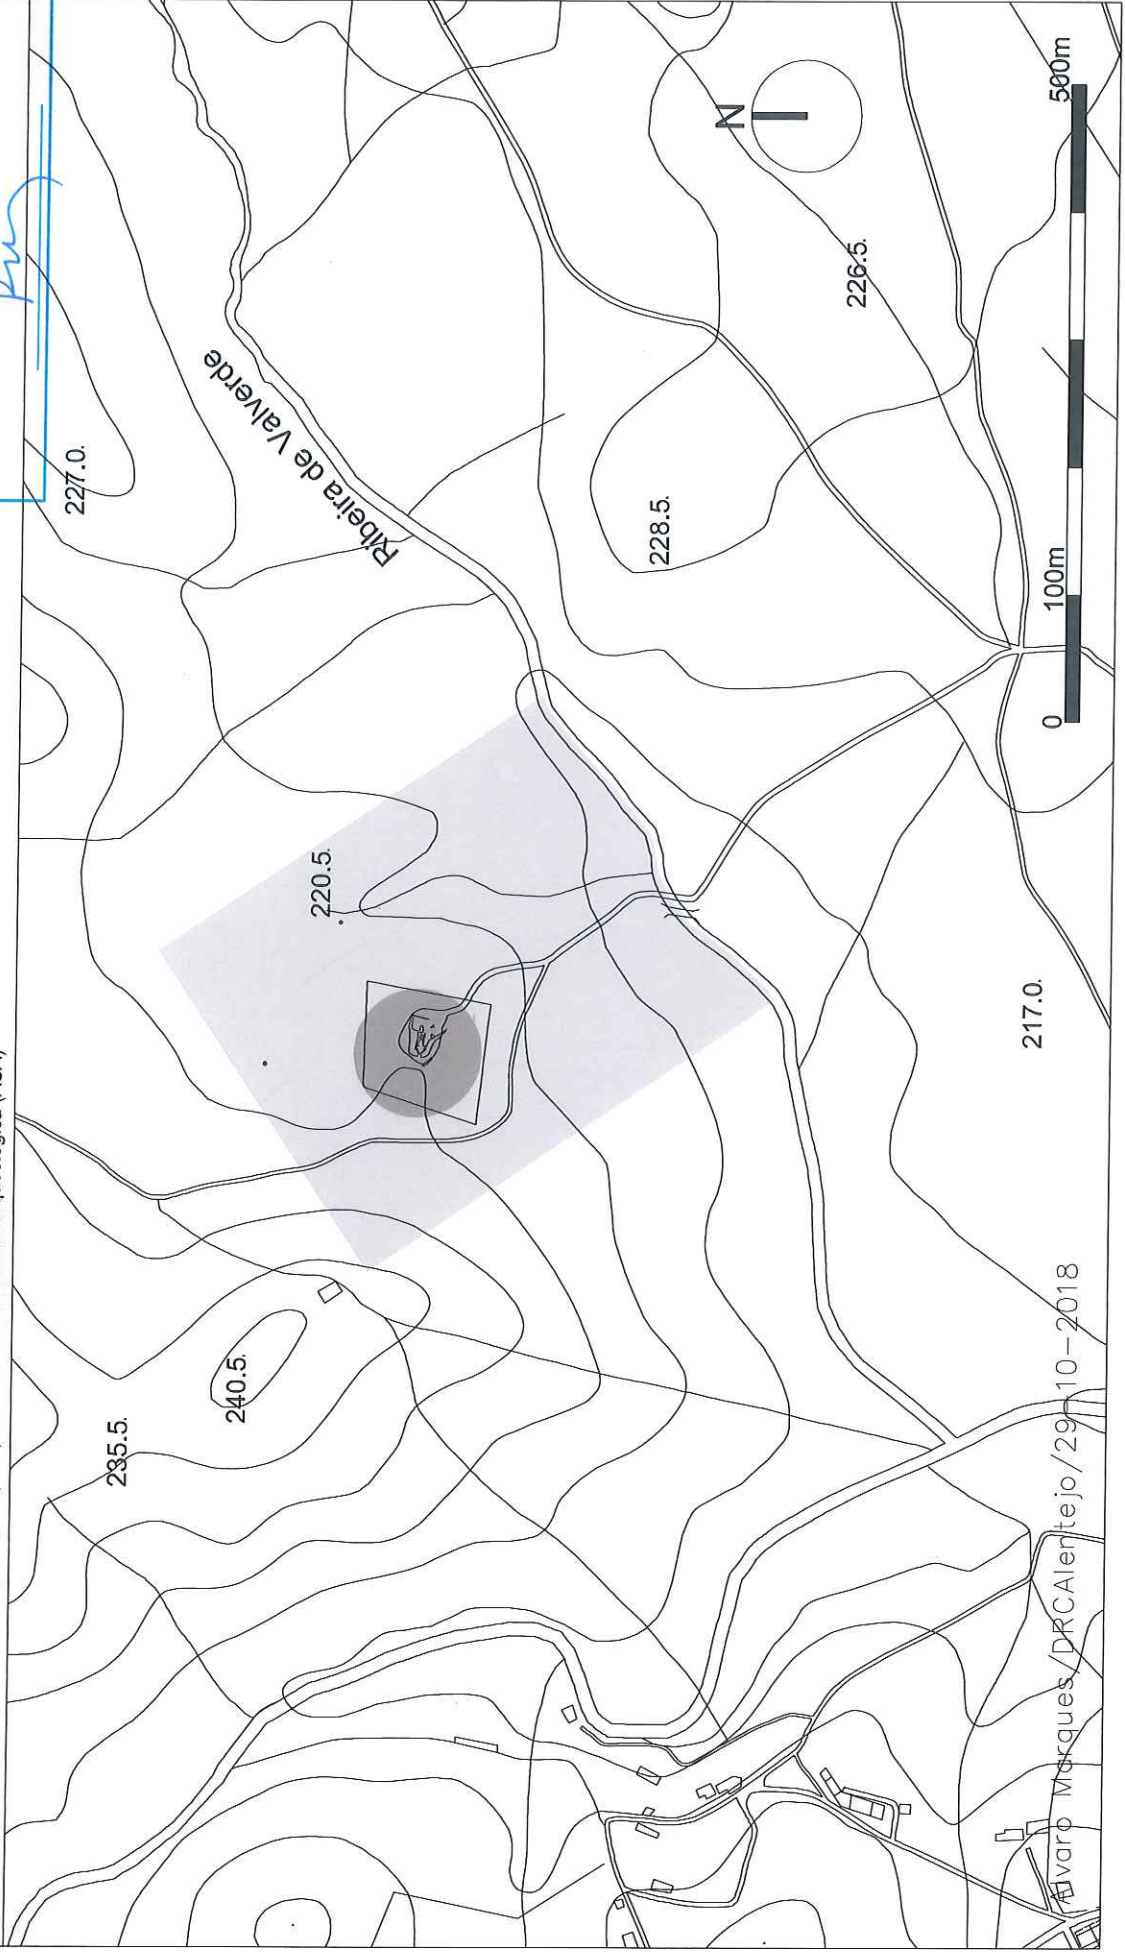 235.5.
227.0.
240.5.
220.5.
Ribeira de Valverde
228.5.
226.5.
N
217.0.
0
100m
500m
Alvaro Marques/DRCAlentejo/29-10-2018